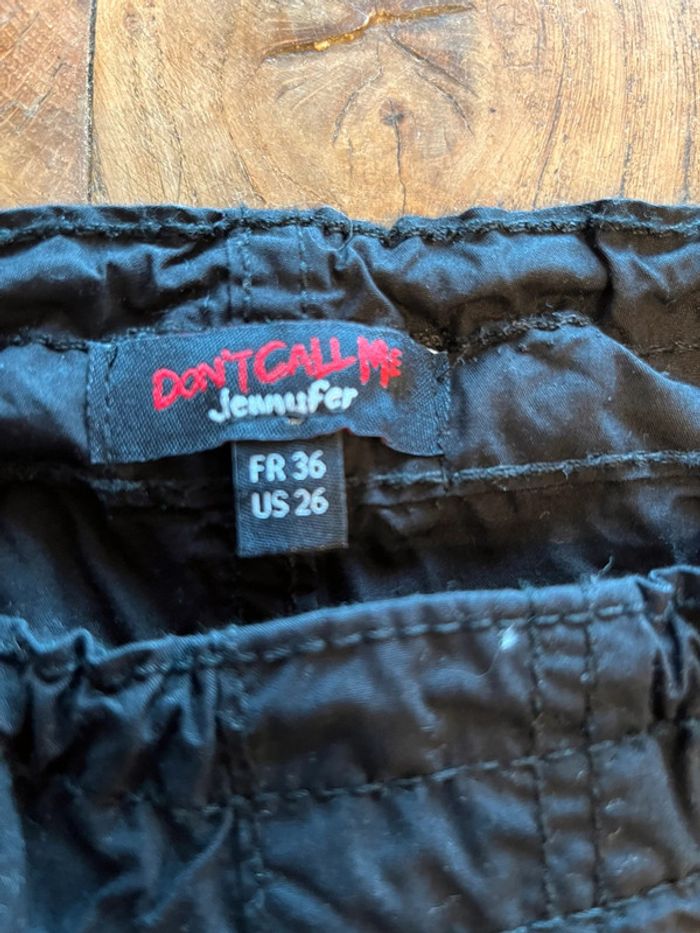 DON'T CALL ME
Jennyfer
FR 36
US 26